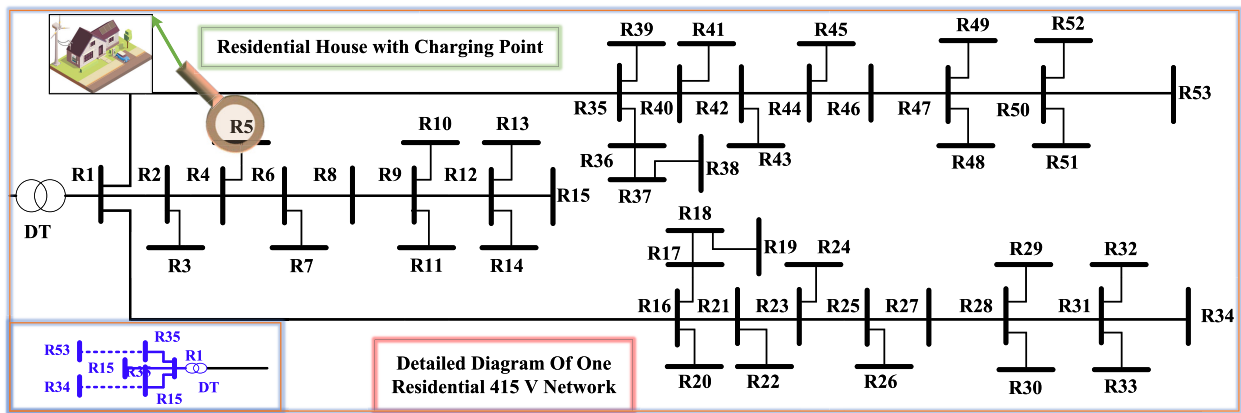 Residential House with Charging Point
R39
R41
R45
R49
R52
R35
R40
R42
R44
R46
R47
R50
R53
R5
R10
R13
R36
R43
R48
R51
R38
R37
R1
R2
R4
R6
R8
R9
R12
R15
DT
R3
R7
R11
R14
R18
R17
R19
R24
R29
R32
R16
R21
R23
R25
R27
R28
R31
R34
R20
R22
R26
R30
R33
R35
R53
R1
R15
R35
R34
DT
R15
Detailed Diagram Of One
Residential 415 V Network